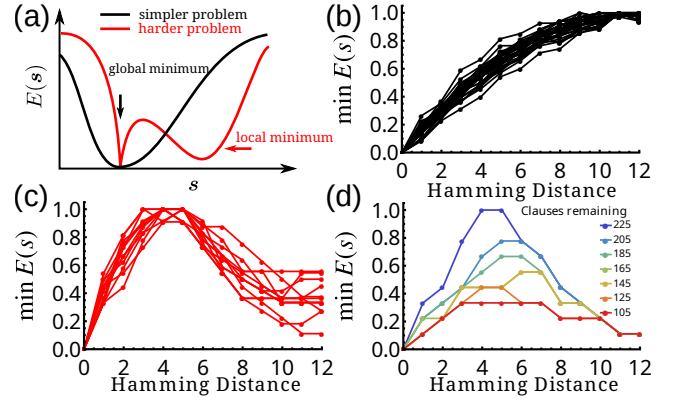 (a)
simpler problem
harder problem
global minimum
local minimum
E(s)
s
(b)
min E(s)
1.0
0.8
0.6
0.4
0.2
0.0
0 2 4 6 8 10 12
Hamming Distance
(c)
min E(s)
1.0
0.8
0.6
0.4
0.2
0.0
0 2 4 6 8 10 12
Hamming Distance
(d)
Clauses remaining
225
205
185
165
145
125
105
min E(s)
1.0
0.8
0.6
0.4
0.2
0.0
0 2 4 6 8 10 12
Hamming Distance